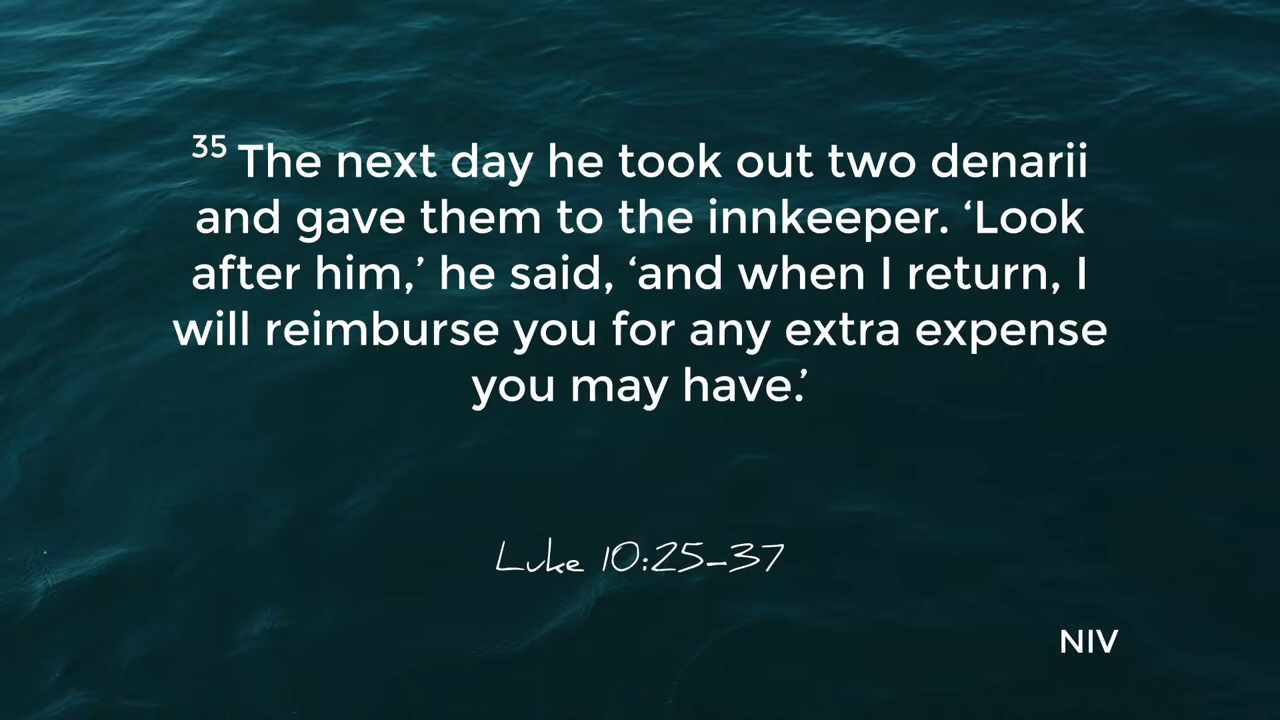 35 The next day he took out two denarii
and gave them to the innkeeper. ‘Look
after him,’ he said, ‘and when I return, I
will reimburse you for any extra expense
you may have.’
Luke 10:25-37
NIV